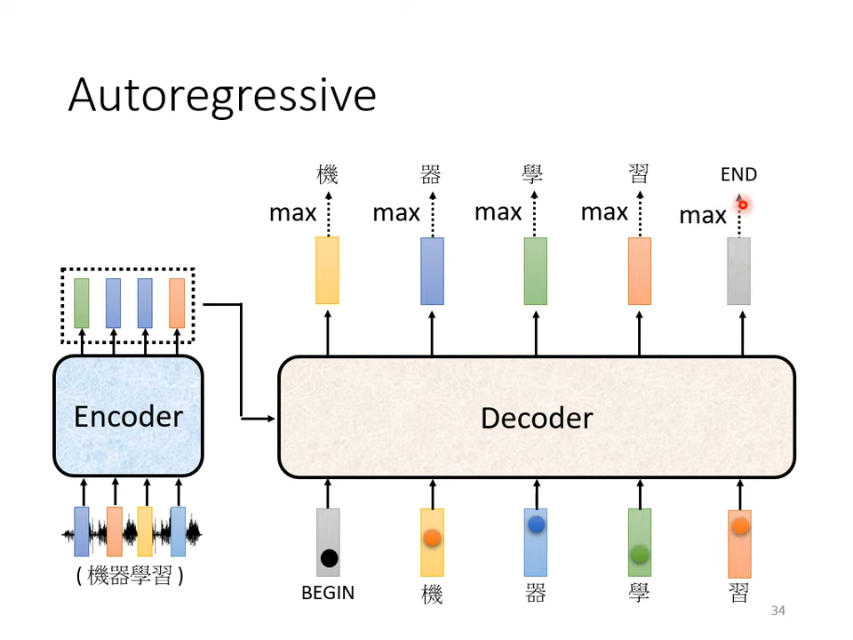 Autoregressive
機 器 學 習 END
max max max max max
Encoder
Decoder
(機器學習)
BEGIN 機 器 學 習
34